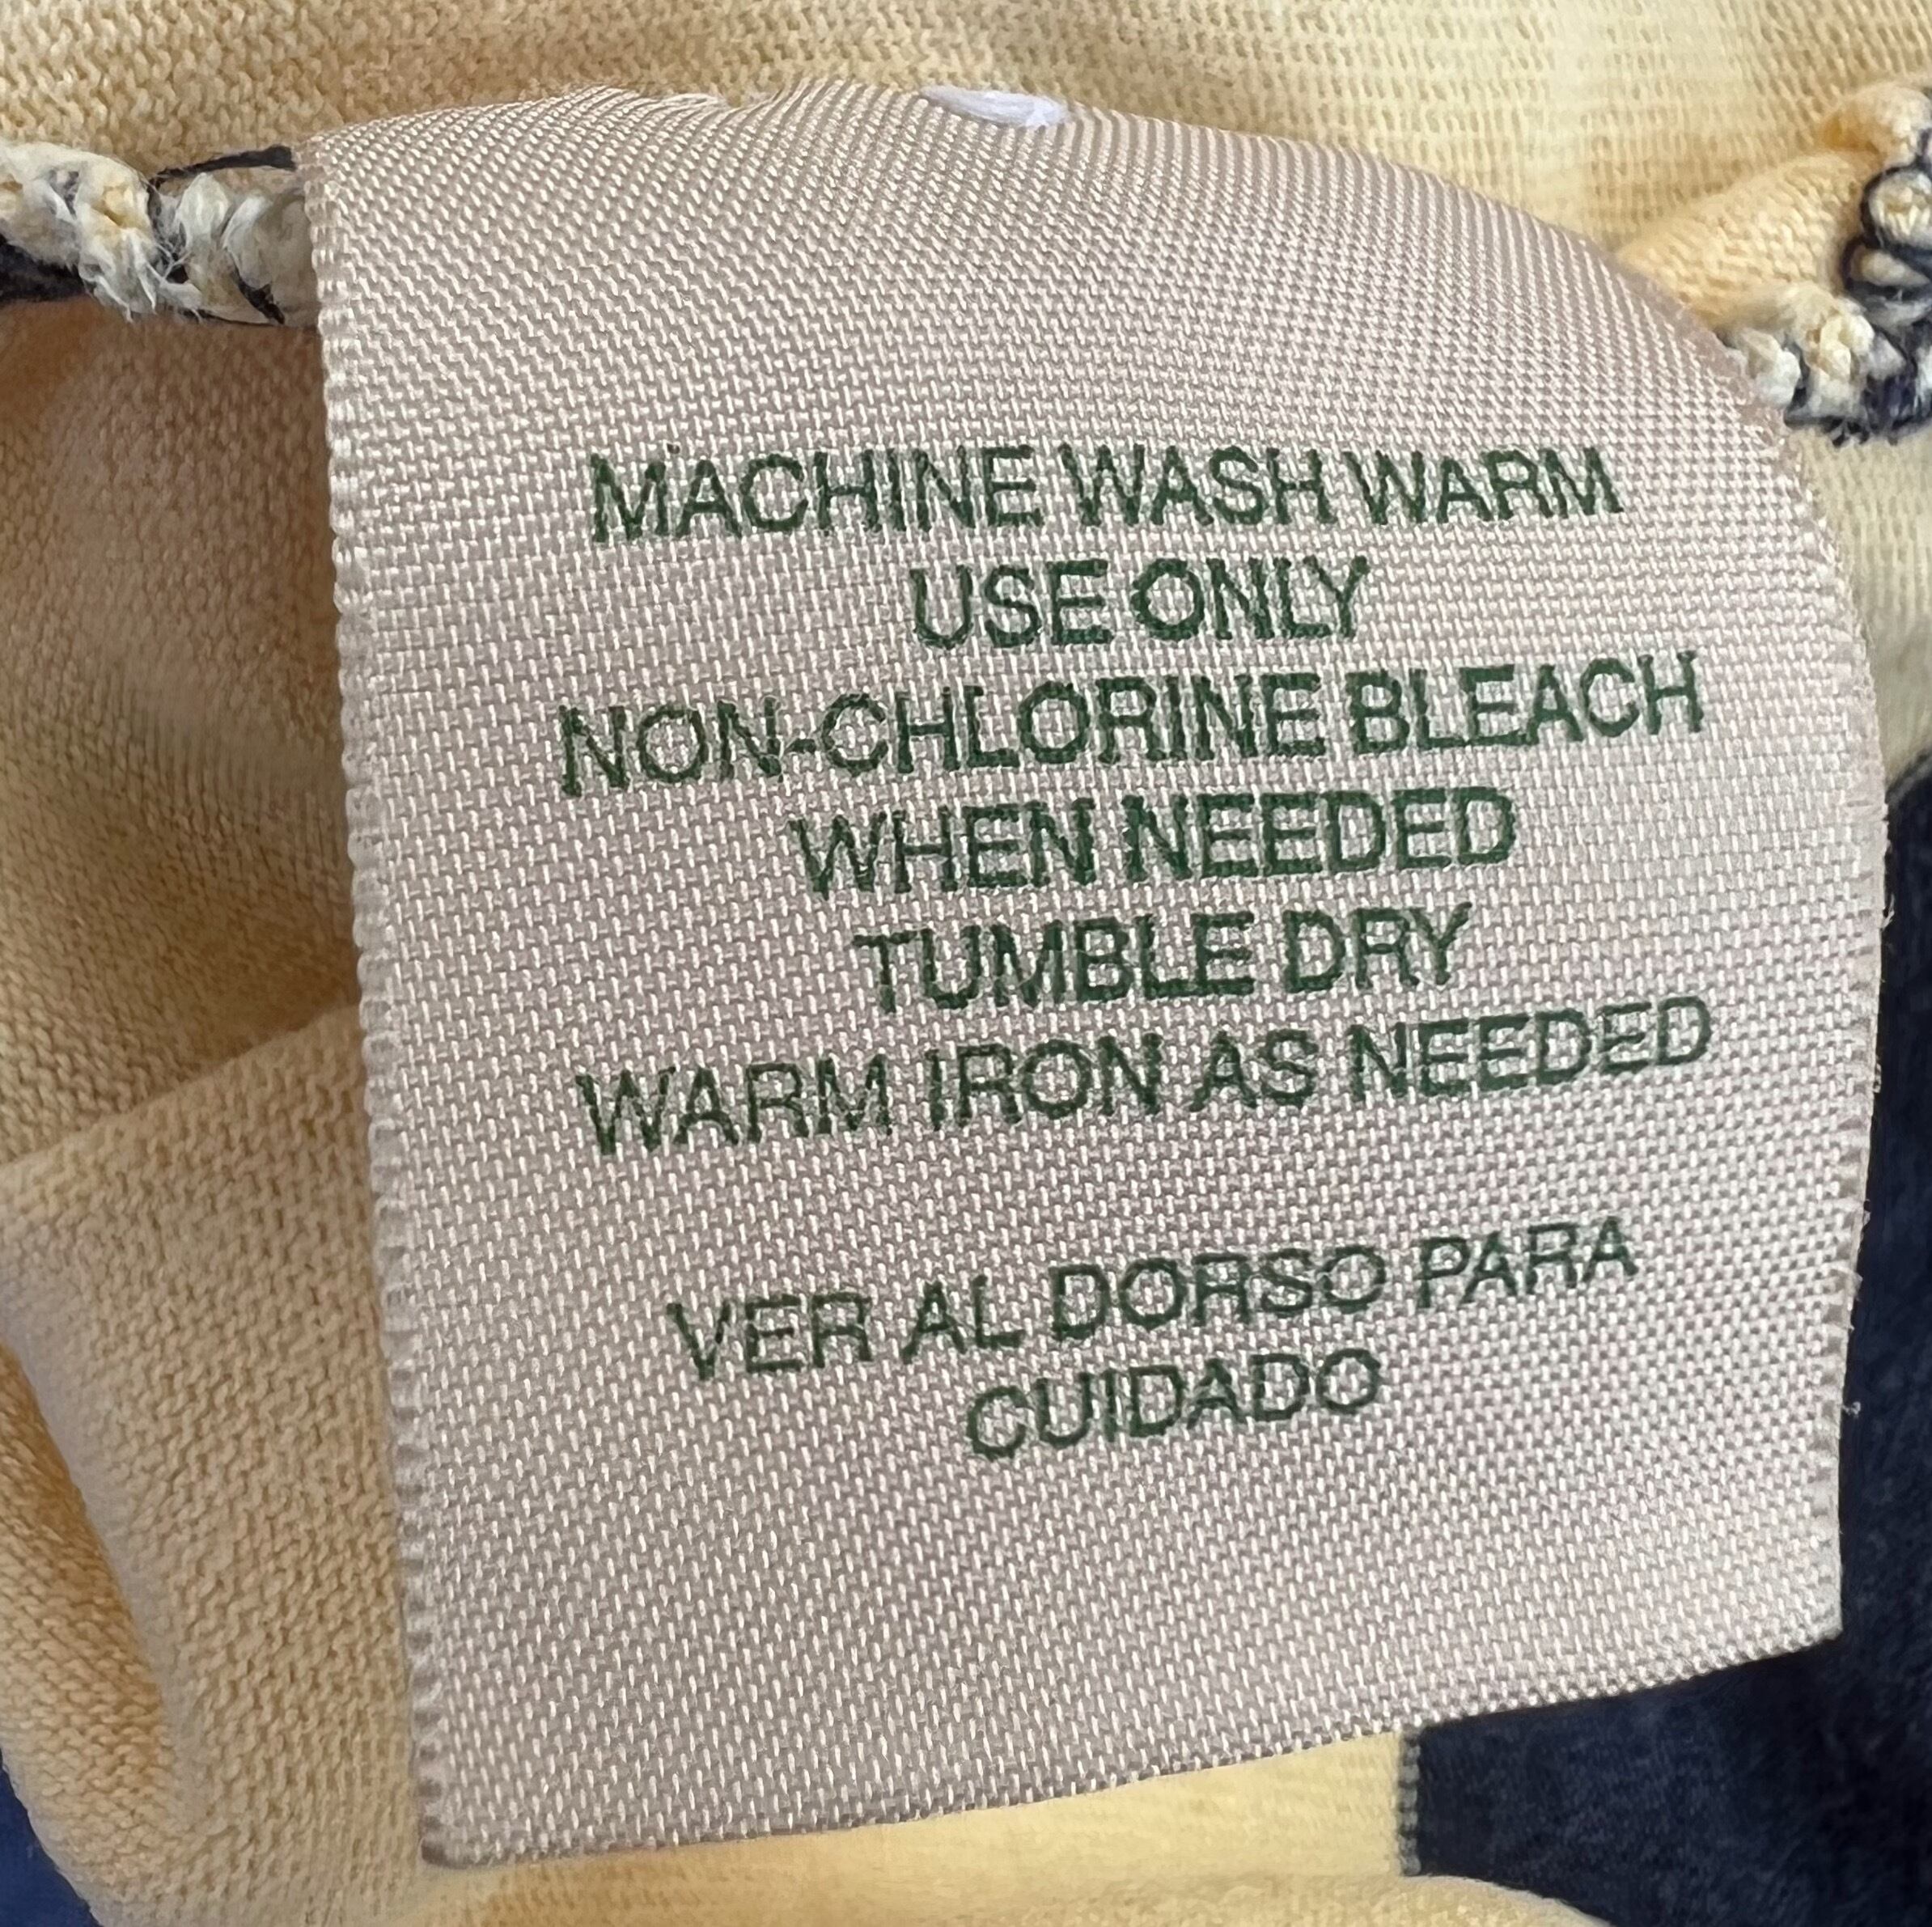 MACHINE WASH WARM
USE ONLY
NON-CHLORINE BLEACH
WHEN NEEDED
TUMBLE DRY
WARM IRON AS NEEDED
VER AL DORSO PARA
CUIDADO